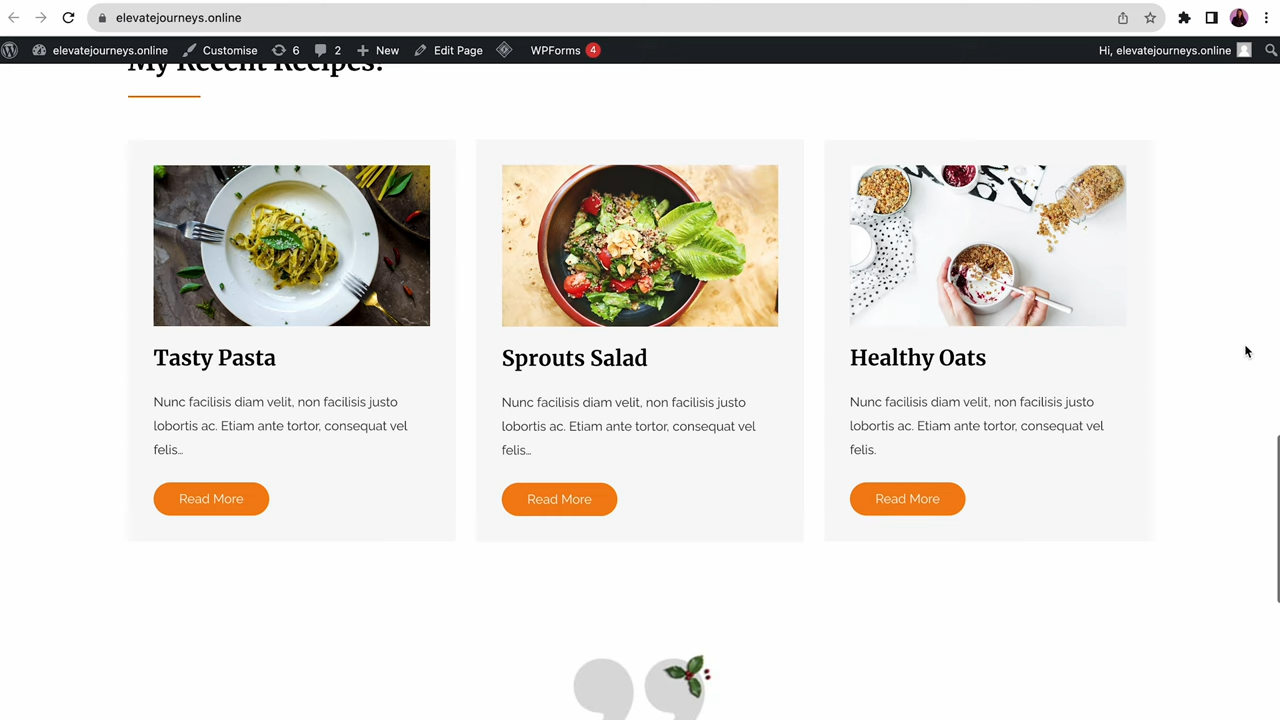 elevatejourneys.online
elevatejourneys.online Customise 6 2 New Edit Page WPForms 4 Hi, elevatejourneys.online
My Recent Recipes!
Tasty Pasta
Nunc facilisis diam velit, non facilisis justo
lobortis ac. Etiam ante tortor, consequat vel
felis...
Read More
Sprouts Salad
Nunc facilisis diam velit, non facilisis justo
lobortis ac. Etiam ante tortor, consequat vel
felis...
Read More
Healthy Oats
Nunc facilisis diam velit, non facilisis justo
lobortis ac. Etiam ante tortor, consequat vel
felis.
Read More